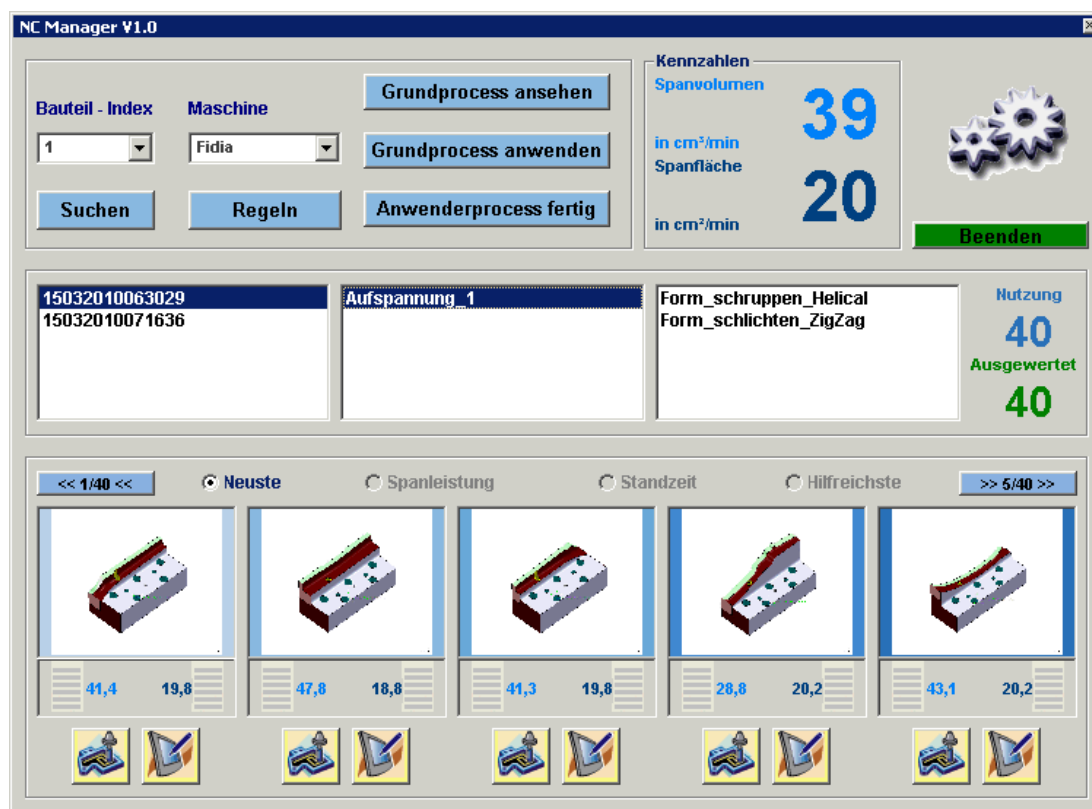 NC Manager V1.0
Bauteil - Index
Maschine
1
Fidia
Suchen
Regeln
Grundprocess ansehen
Grundprocess anwenden
Anwenderprocess fertig
Kennzahlen
Spanvolumen
39
in cm³/min
Spanfläche
20
in cm²/min
Beenden
15032010063029
15032010071636
Aufspannung_1
Form_schruppen_Helical
Form_schlichten_ZigZag
Nutzung
40
Ausgewertet
40
<< 1/40 <<
Neuste
Spanleistung
Standzeit
Hilfreichste
>> 5/40 >>
41,4 19,8
47,8 18,8
41,3 19,8
28,8 20,2
43,1 20,2